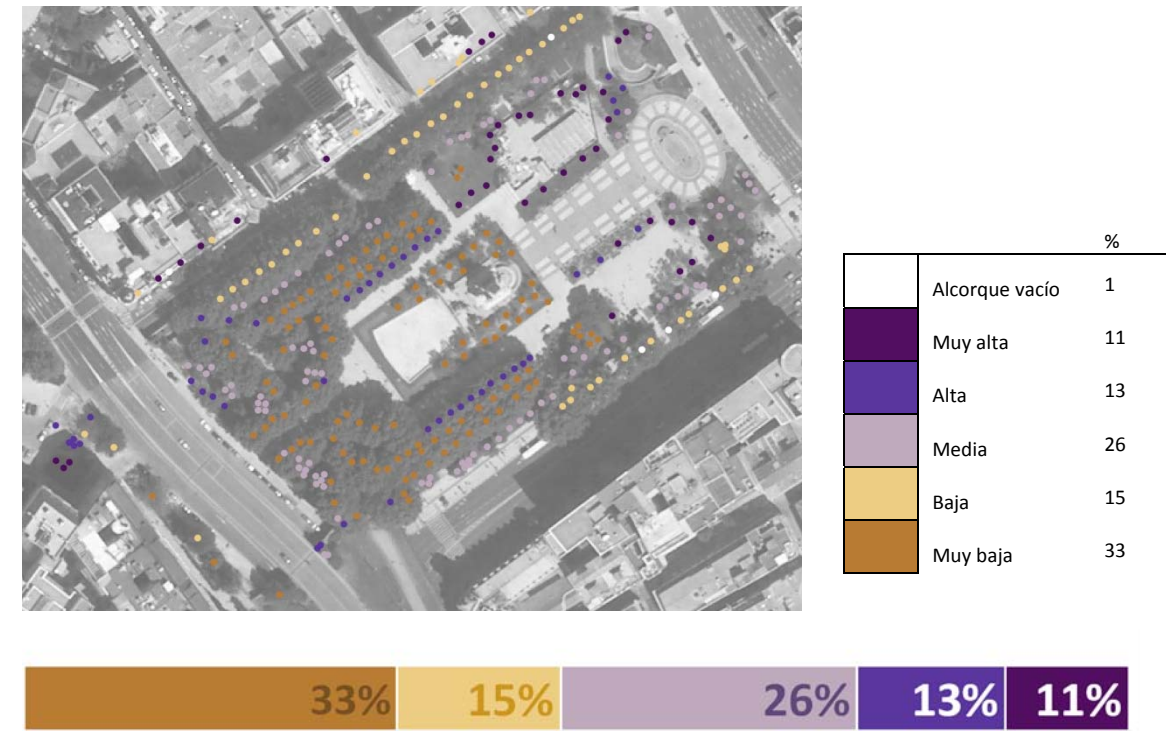 %
Alcorque vacío 1
Muy alta 11
Alta 13
Media 26
Baja 15
Muy baja 33
33% 15% 26% 13% 11%